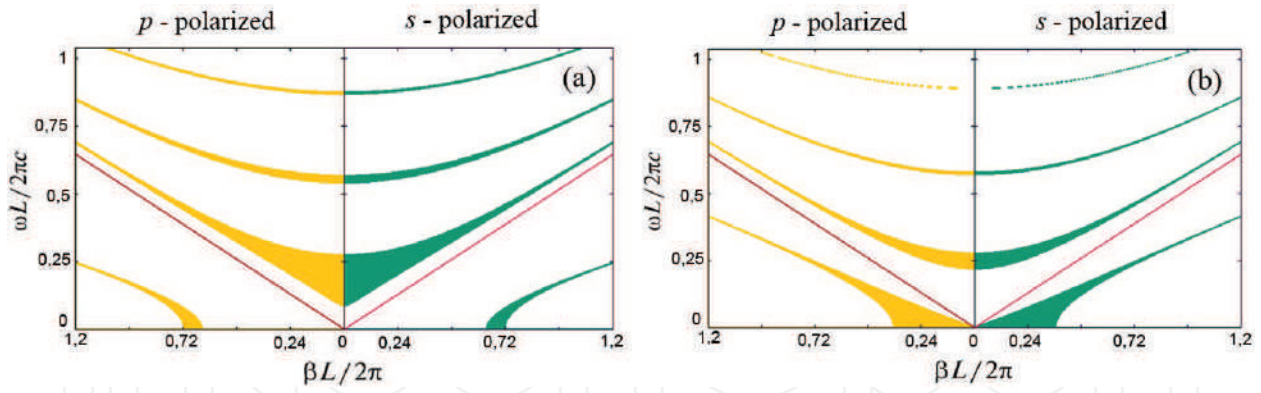 p - polarized s - polarized
(a)
1
0,75
0,5
0,25
0
ωL/2πc
1,2 0,72 0,24 0 0,24 0,72 1,2
βL/2π
p - polarized s - polarized
(b)
1
0,75
0,5
0,25
0
ωL/2πc
1,2 0,72 0,24 0 0,24 0,72 1,2
βL/2π